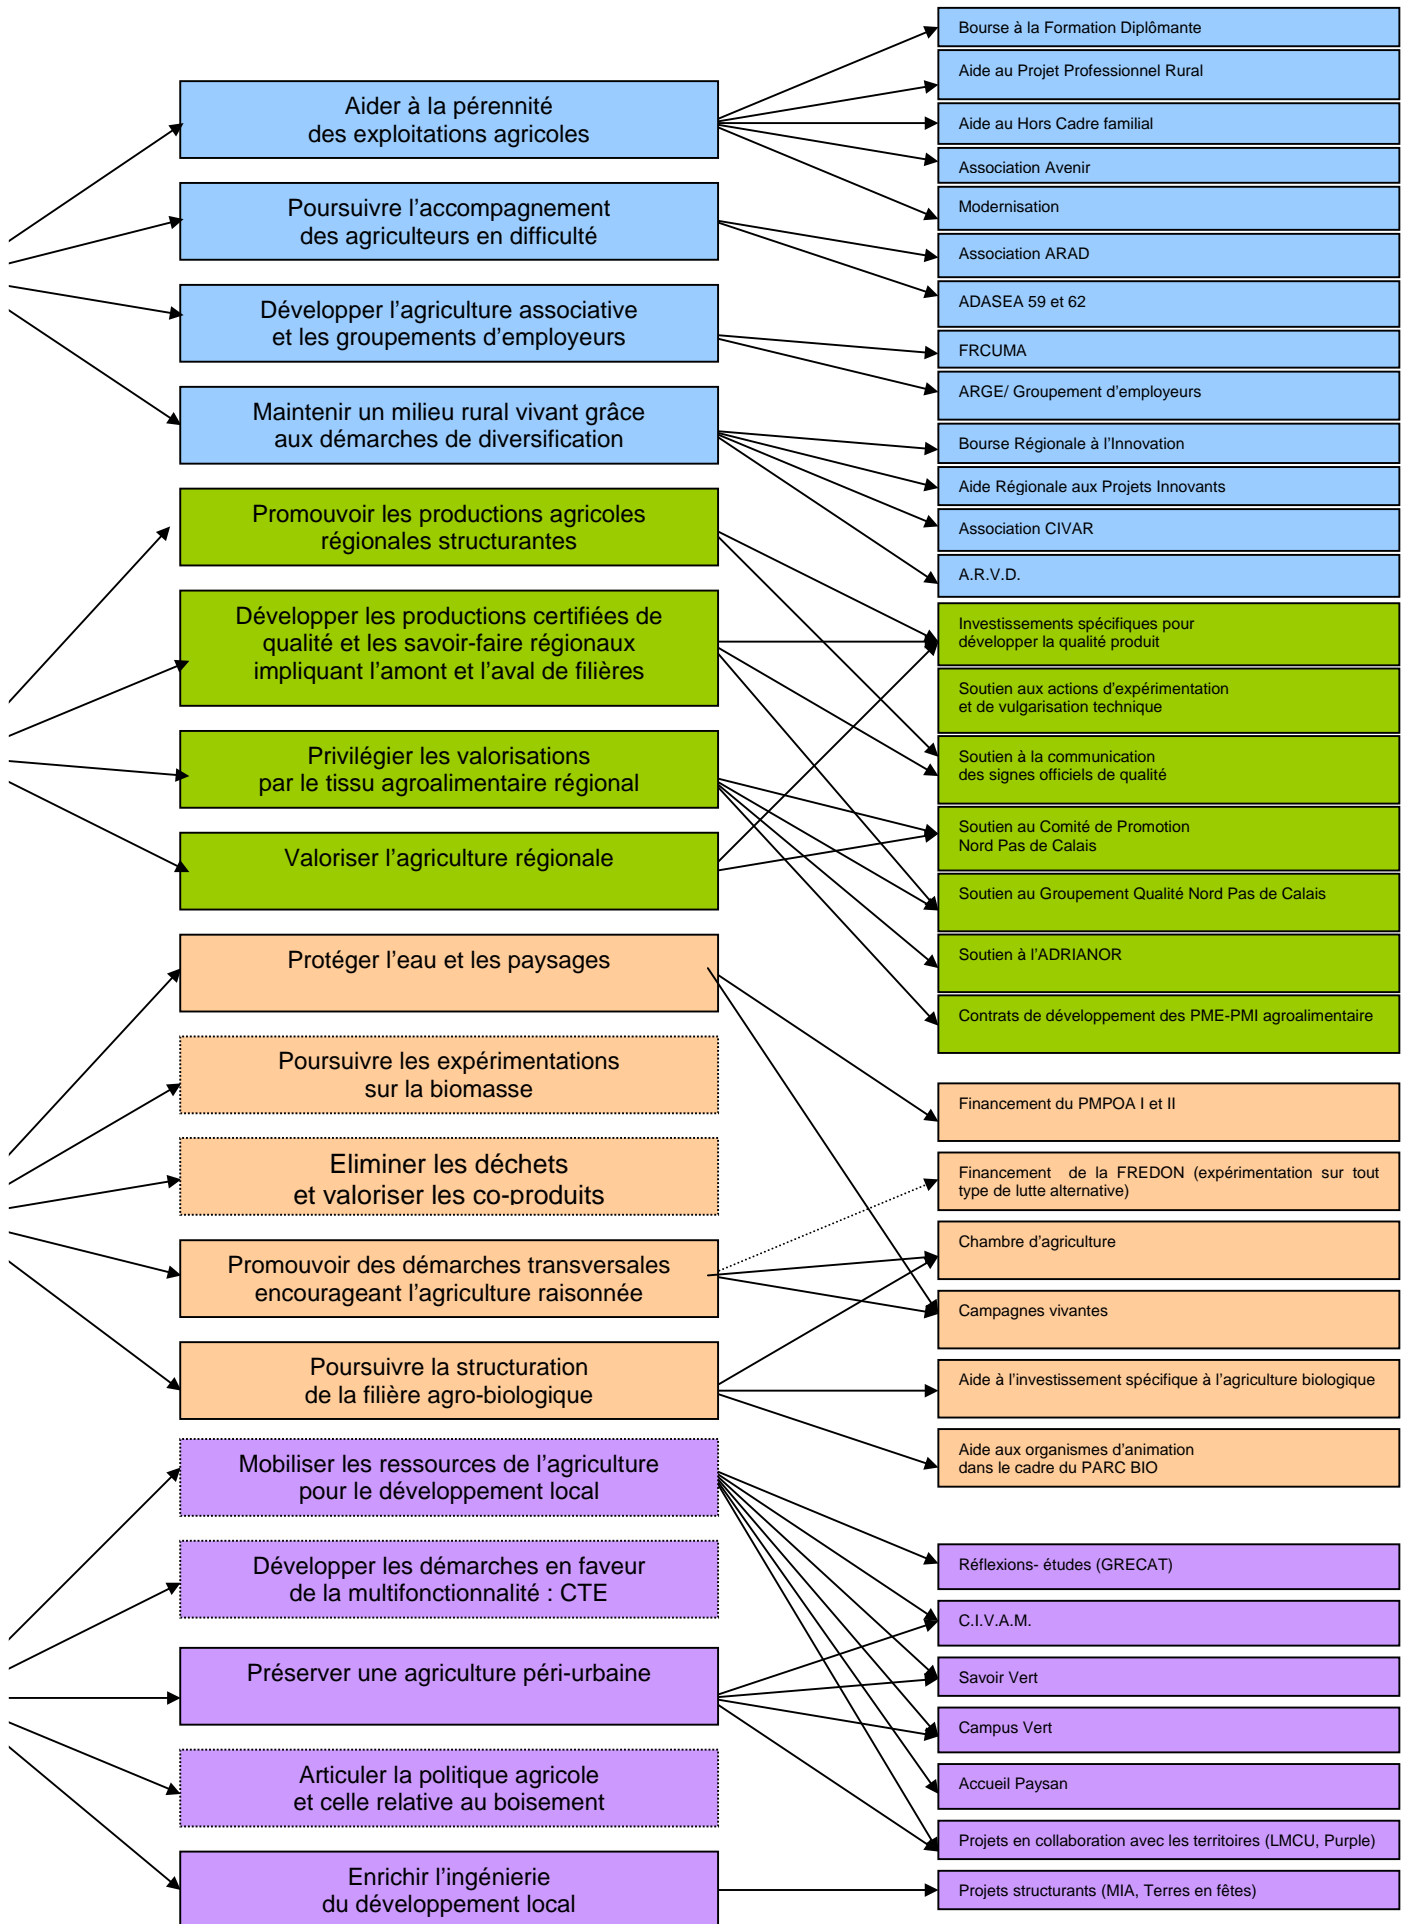 Aider à la pérennité
des exploitations agricoles
Poursuivre l’accompagnement
des agriculteurs en difficulté
Développer l’agriculture associative
et les groupements d’employeurs
Maintenir un milieu rural vivant grâce
aux démarches de diversification
Promouvoir les productions agricoles
régionales structurantes
Développer les productions certifiées de
qualité et les savoir-faire régionaux
impliquant l’amont et l’aval de filières
Privilégier les valorisations
par le tissu agroalimentaire régional
Valoriser l’agriculture régionale
Protéger l’eau et les paysages
Poursuivre les expérimentations
sur la biomasse
Eliminer les déchets
et valoriser les co-produits
Promouvoir des démarches transversales
encourageant l’agriculture raisonnée
Poursuivre la structuration
de la filière agro-biologique
Mobiliser les ressources de l’agriculture
pour le développement local
Développer les démarches en faveur
de la multifonctionnalité : CTE
Préserver une agriculture péri-urbaine
Articuler la politique agricole
et celle relative au boisement
Enrichir l’ingénierie
du développement local
Bourse à la Formation Diplômante
Aide au Projet Professionnel Rural
Aide au Hors Cadre familial
Association Avenir
Modernisation
Association ARAD
ADASEA 59 et 62
FRCUMA
ARGE/ Groupement d’employeurs
Bourse Régionale à l’Innovation
Aide Régionale aux Projets Innovants
Association CIVAR
A.R.V.D.
Investissements spécifiques pour
développer la qualité produit
Soutien aux actions d’expérimentation
et de vulgarisation technique
Soutien à la communication
des signes officiels de qualité
Soutien au Comité de Promotion
Nord Pas de Calais
Soutien au Groupement Qualité Nord Pas de Calais
Soutien à l’ADRIANOR
Contrats de développement des PME-PMI agroalimentaire
Financement du PMPOA I et II
Financement de la FREDON (expérimentation sur tout
type de lutte alternative)
Chambre d’agriculture
Campagnes vivantes
Aide à l’investissement spécifique à l’agriculture biologique
Aide aux organismes d’animation
dans le cadre du PARC BIO
Réflexions- études (GRECAT)
C.I.V.A.M.
Savoir Vert
Campus Vert
Accueil Paysan
Projets en collaboration avec les territoires (LMCU, Purple)
Projets structurants (MIA, Terres en fêtes)